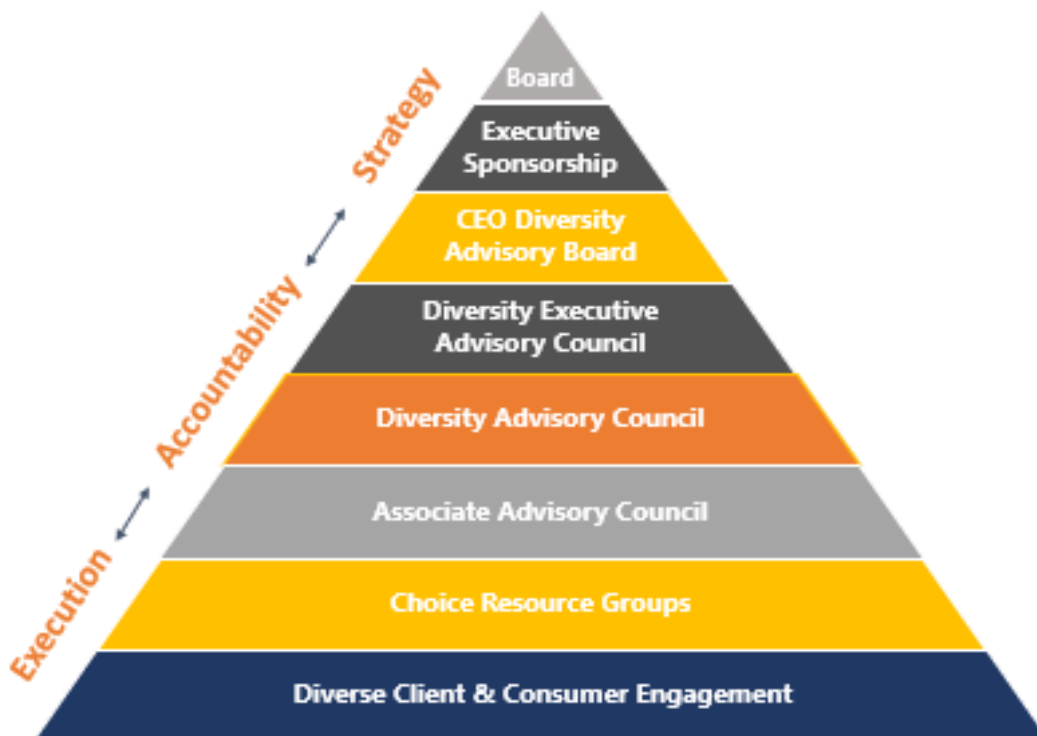 Board
Executive
Sponsorship
CEO Diversity
Advisory Board
Diversity Executive
Advisory Council
Diversity Advisory Council
Associate Advisory Council
Choice Resource Groups
Diverse Client & Consumer Engagement
Strategy
Accountability
Execution